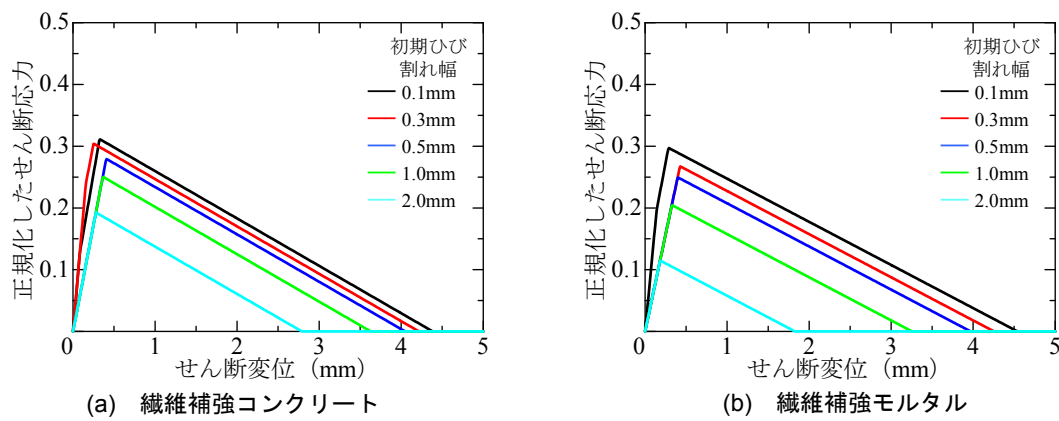 0.5
0.4
0.3
0.2
0.1
0
1
2
3
4
5
正規化したせん断応力
せん断変位（mm）
初期ひび
割れ幅
0.1mm
0.3mm
0.5mm
1.0mm
2.0mm
(a) 繊維補強コンクリート
0.5
0.4
0.3
0.2
0.1
0
1
2
3
4
5
正規化したせん断応力
せん断変位（mm）
初期ひび
割れ幅
0.1mm
0.3mm
0.5mm
1.0mm
2.0mm
(b) 繊維補強モルタル